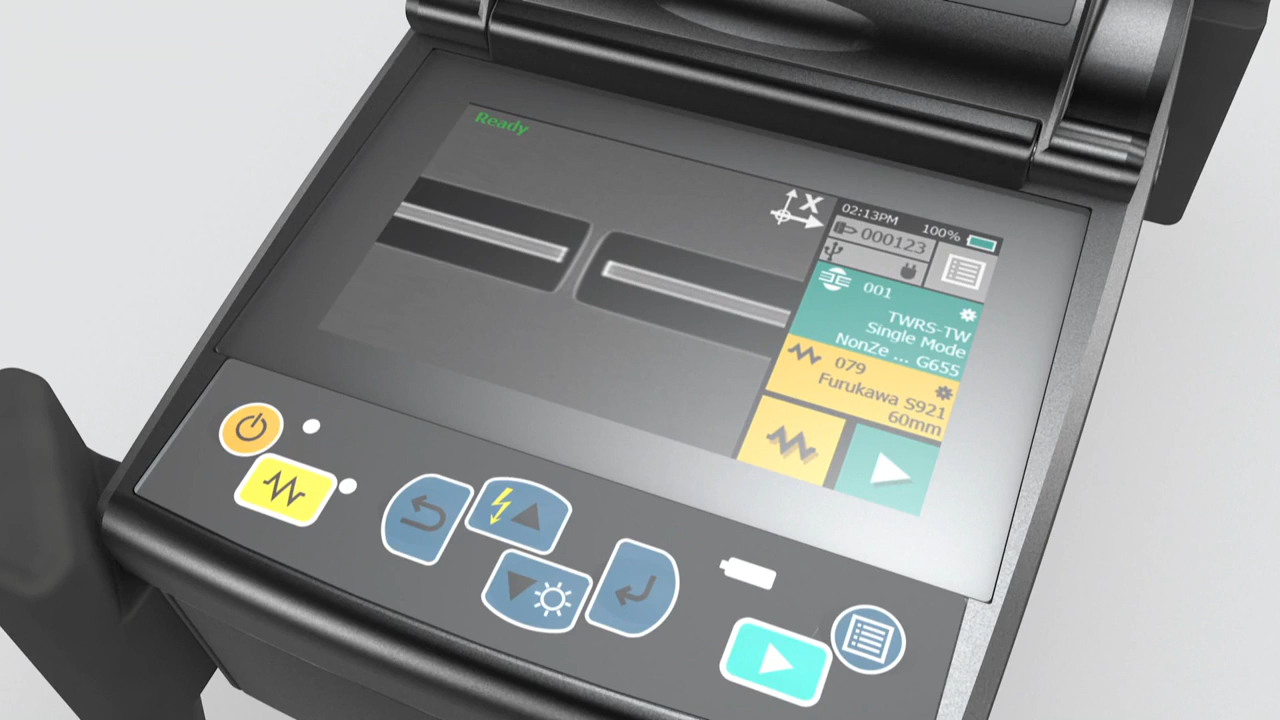 Ready
X
02:13PM
100%
000123
001
TWRS-TW
Single Mode
NonZe ... G655
079
Furukawa S921
60mm